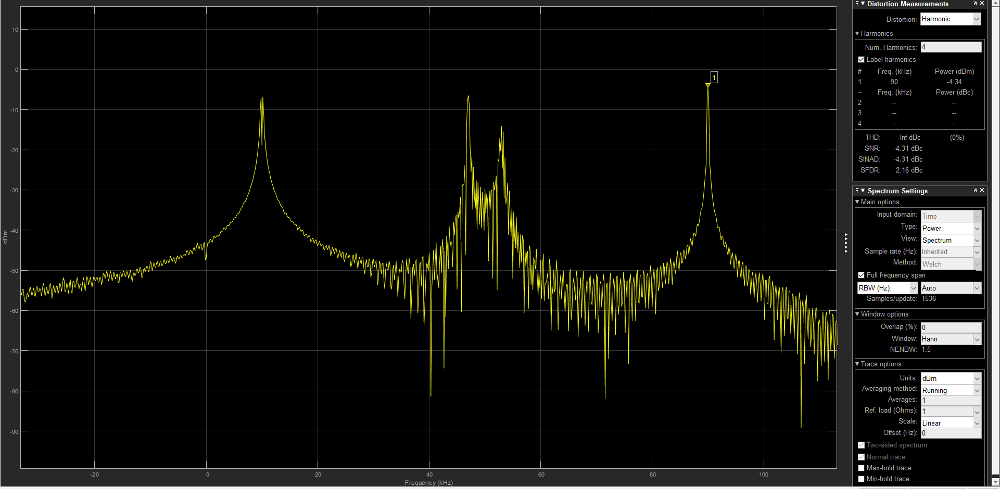 10
0
-10
-20
-30
-40
-50
-60
-70
-80
-90
dBm
1
-20
0
20
40
60
80
100
Frequency (kHz)
Distortion Measurements
Distortion: Harmonic
Harmonics
Num. Harmonics: 4
Label harmonics
# Freq. (kHz) Power (dBm)
1 90 -4.34
-- Freq. (kHz) Power (dBc)
2 -- --
3 -- --
4 -- --
THD: -Inf dBc (0%)
SNR: -4.31 dBc
SINAD: -4.31 dBc
SFDR: 2.16 dBc
Spectrum Settings
Main options
Input domain: Time
Type: Power
View: Spectrum
Sample rate (Hz): Inherited
Method: Welch
Full frequency span
RBW (Hz): Auto
Samples/update: 1536
Window options
Overlap (%): 0
Window: Hann
NENBW: 1.5
Trace options
Units: dBm
Averaging method: Running
Averages: 1
Ref. load (Ohms): 1
Scale: Linear
Offset (Hz): 0
Two-sided spectrum
Normal trace
Max-hold trace
Min-hold trace